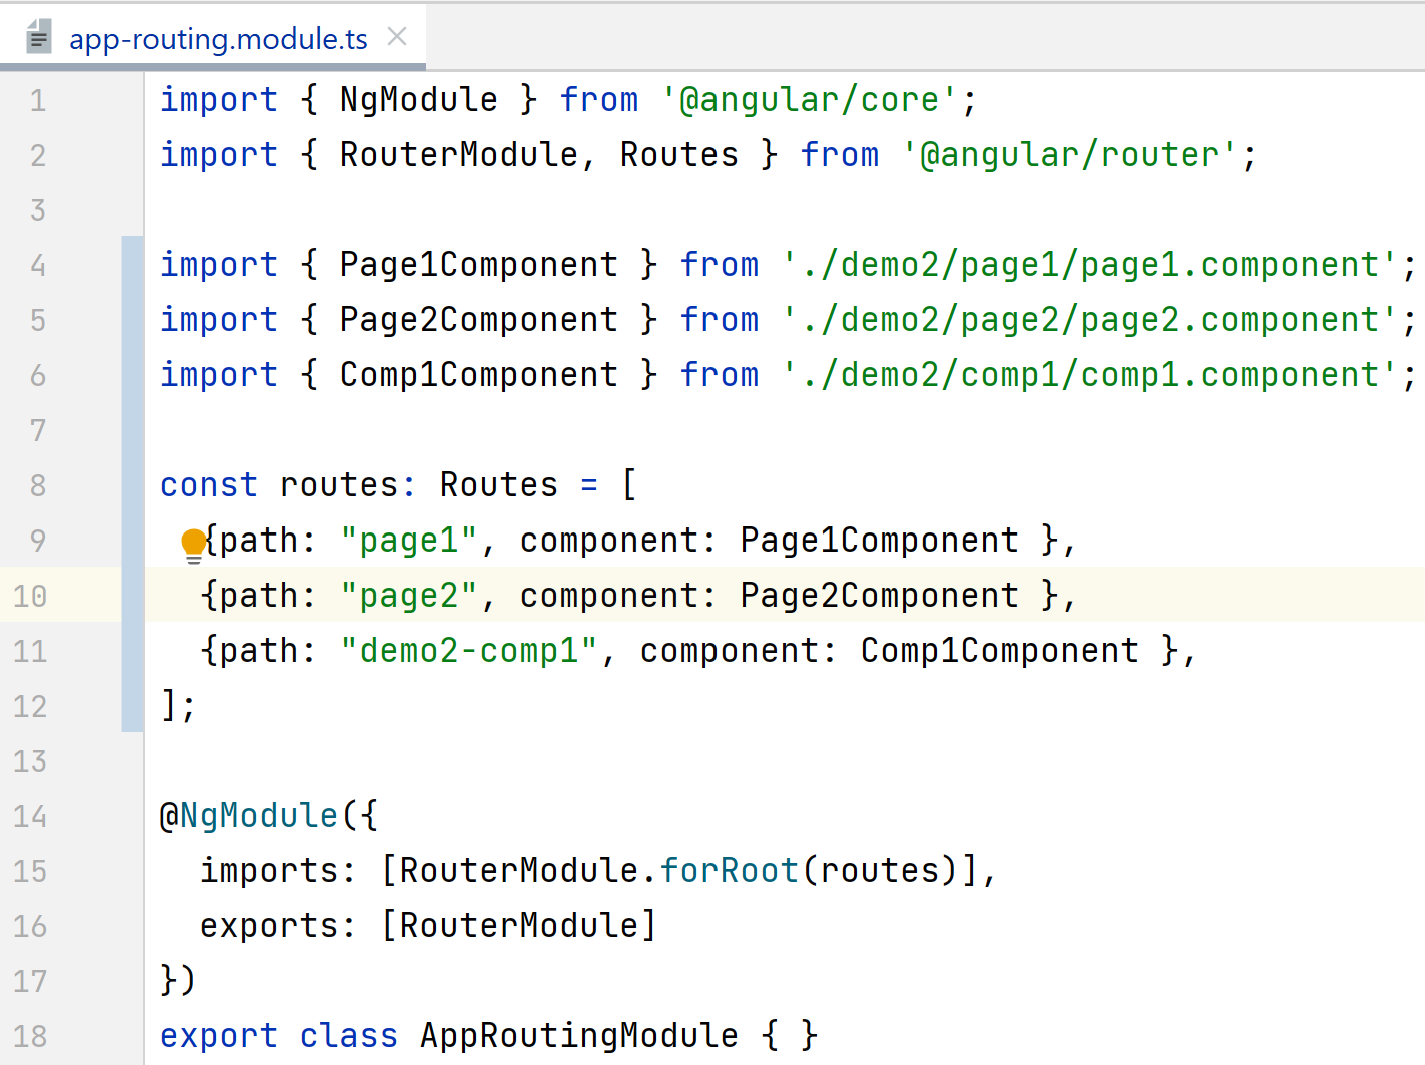 app-routing.module.ts
1 import { NgModule } from '@angular/core';
2 import { RouterModule, Routes } from '@angular/router';
3
4 import { Page1Component } from './demo2/page1/page1.component';
5 import { Page2Component } from './demo2/page2/page2.component';
6 import { Comp1Component } from './demo2/comp1/comp1.component';
7
8 const routes: Routes = [
9 {path: "page1", component: Page1Component },
10 {path: "page2", component: Page2Component },
11 {path: "demo2-comp1", component: Comp1Component },
12 ];
13
14 @NgModule({
15 imports: [RouterModule.forRoot(routes)],
16 exports: [RouterModule]
17 })
18 export class AppRoutingModule { }